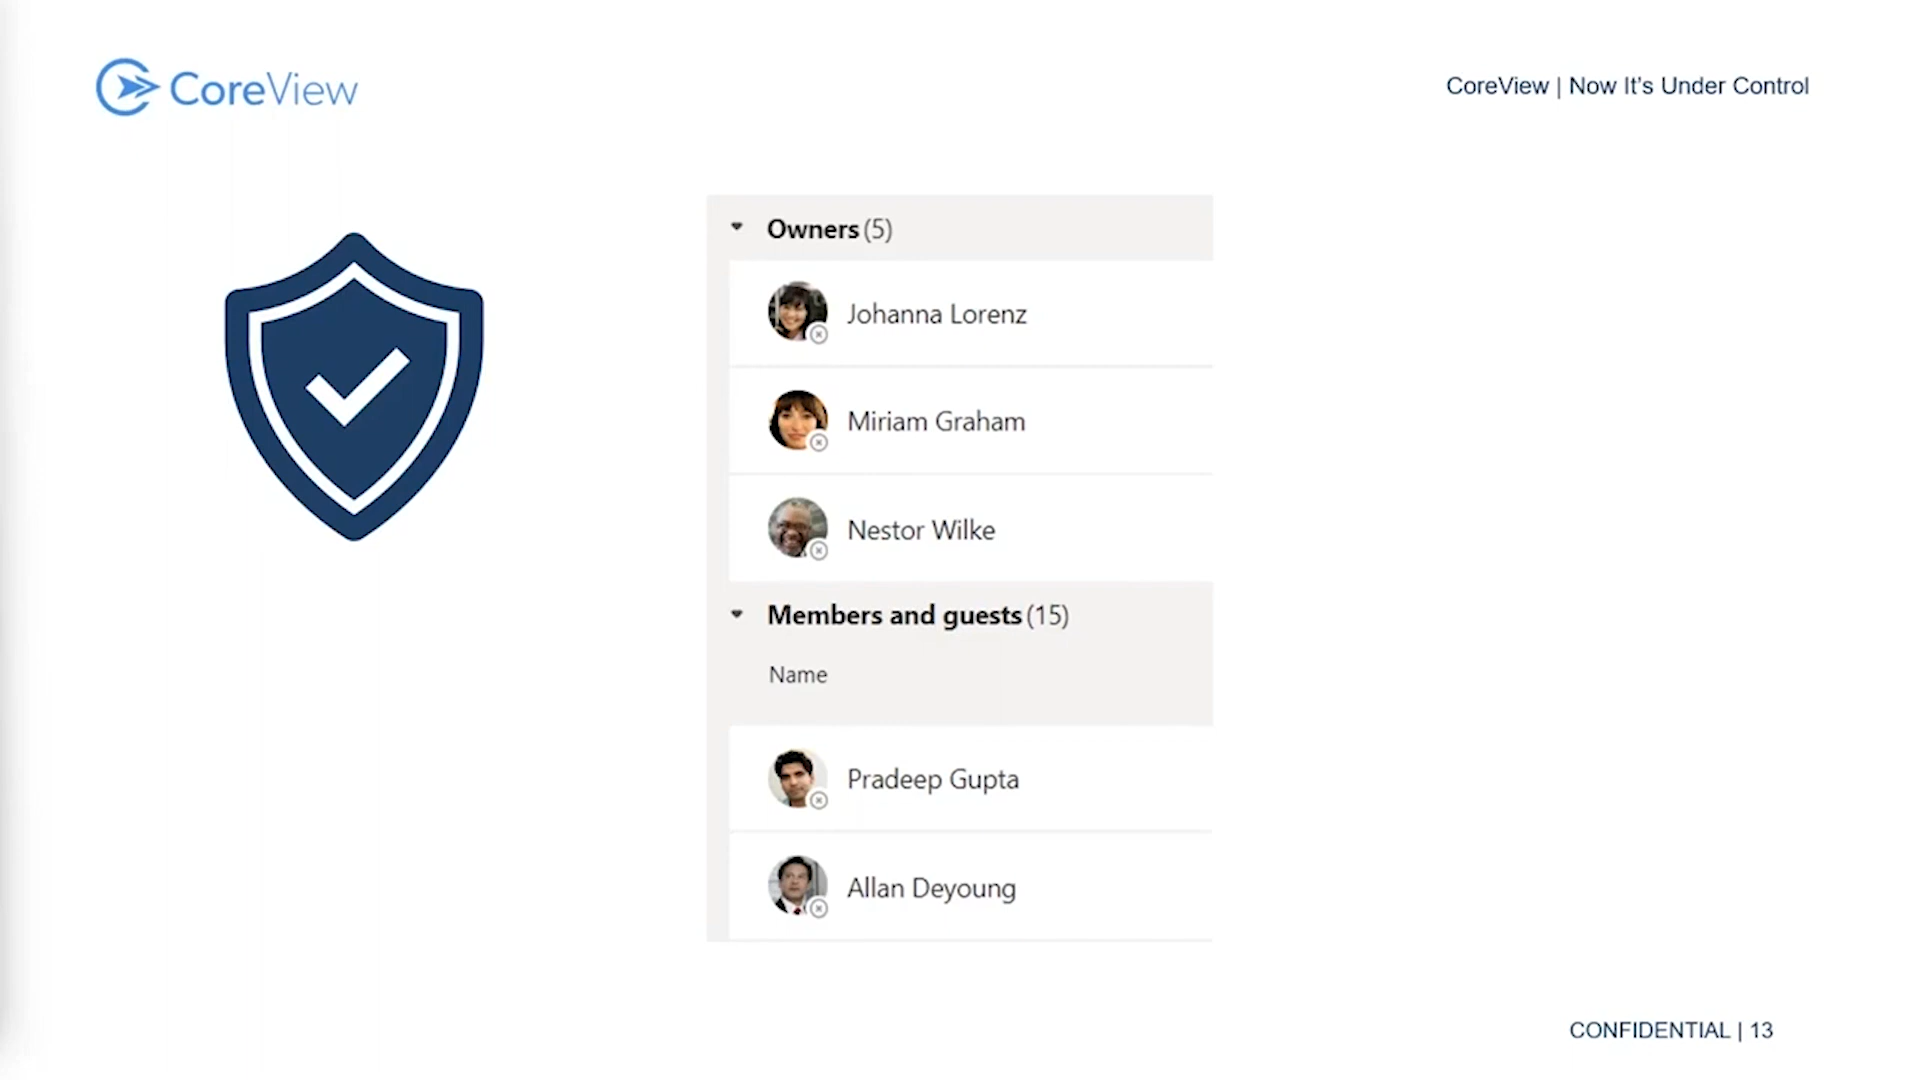 CoreView
CoreView | Now It's Under Control
Owners (5)
Johanna Lorenz
Miriam Graham
Nestor Wilke
Members and guests (15)
Name
Pradeep Gupta
Allan Deyoung
CONFIDENTIAL | 13